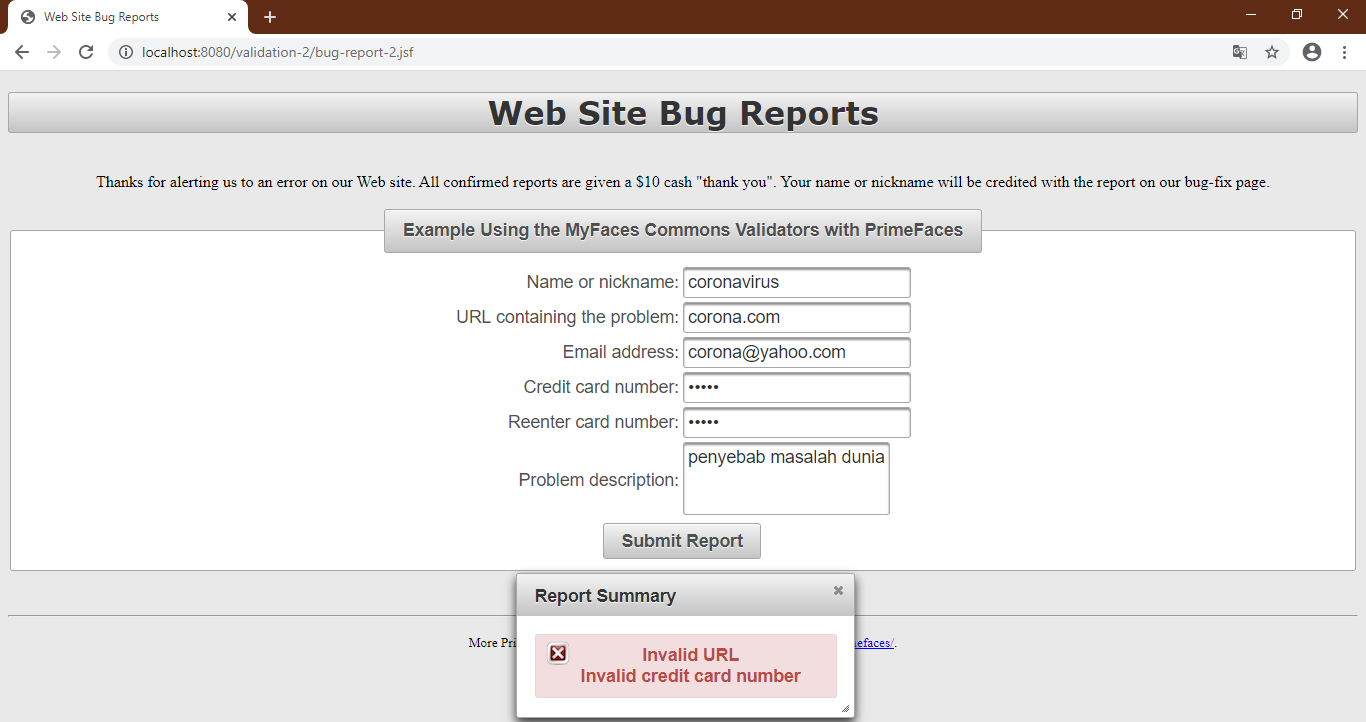 Web Site Bug Reports
localhost:8080/validation-2/bug-report-2.jsf
Web Site Bug Reports
Thanks for alerting us to an error on our Web site. All confirmed reports are given a $10 cash "thank you". Your name or nickname will be credited with the report on our bug-fix page.
Example Using the MyFaces Commons Validators with PrimeFaces
Name or nickname: coronavirus
URL containing the problem: corona.com
Email address: corona@yahoo.com
Credit card number: •••••
Reenter card number: •••••
Problem description: penyebab masalah dunia
Submit Report
Report Summary
Invalid URL
Invalid credit card number
More Pri
efaces/.